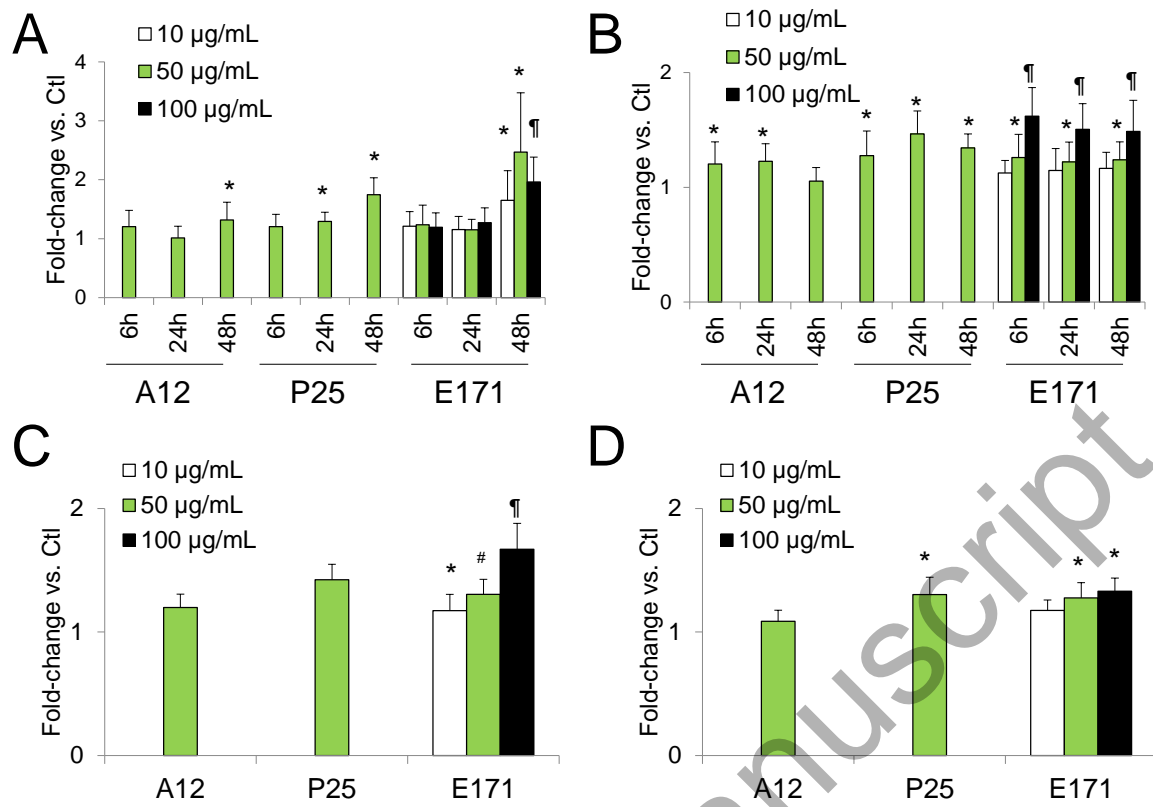 A
10 µg/mL
50 µg/mL
100 µg/mL
Fold-change vs. Ctl
4
3
2
1
0
* * * * * ¶
6h 24h 48h 6h 24h 48h 6h 24h 48h
A12 P25 E171
B
10 µg/mL
50 µg/mL
100 µg/mL
Fold-change vs. Ctl
2
1
0
* * * * * * ¶ * ¶ * ¶
6h 24h 48h 6h 24h 48h 6h 24h 48h
A12 P25 E171
C
10 µg/mL
50 µg/mL
100 µg/mL
Fold-change vs. Ctl
2
1
0
* # ¶
A12 P25 E171
D
10 µg/mL
50 µg/mL
100 µg/mL
Fold-change vs. Ctl
2
1
0
* * *
A12 P25 E171
nuscript